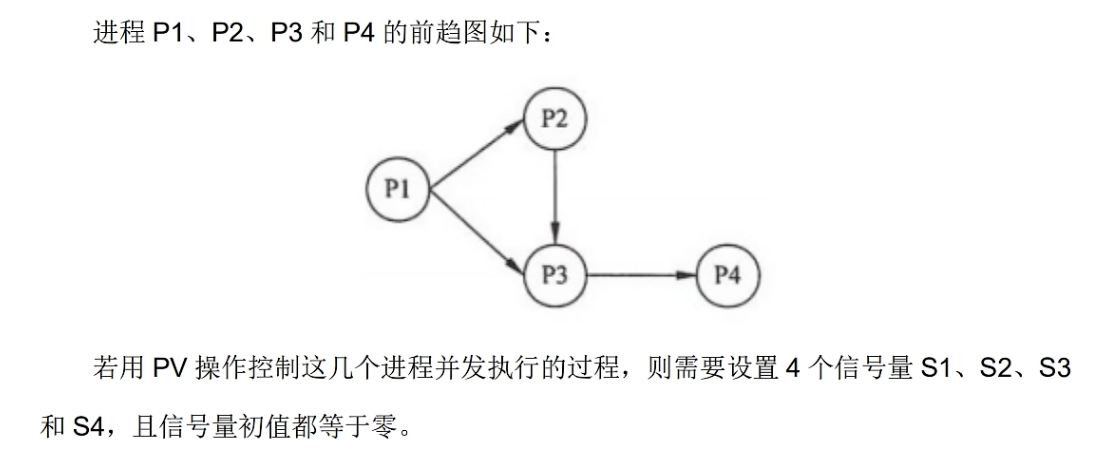 进程 P1、P2、P3 和 P4 的前趋图如下：
P2
P1
P3
P4
若用 PV 操作控制这几个进程并发执行的过程，则需要设置 4 个信号量 S1、S2、S3
和 S4，且信号量初值都等于零。